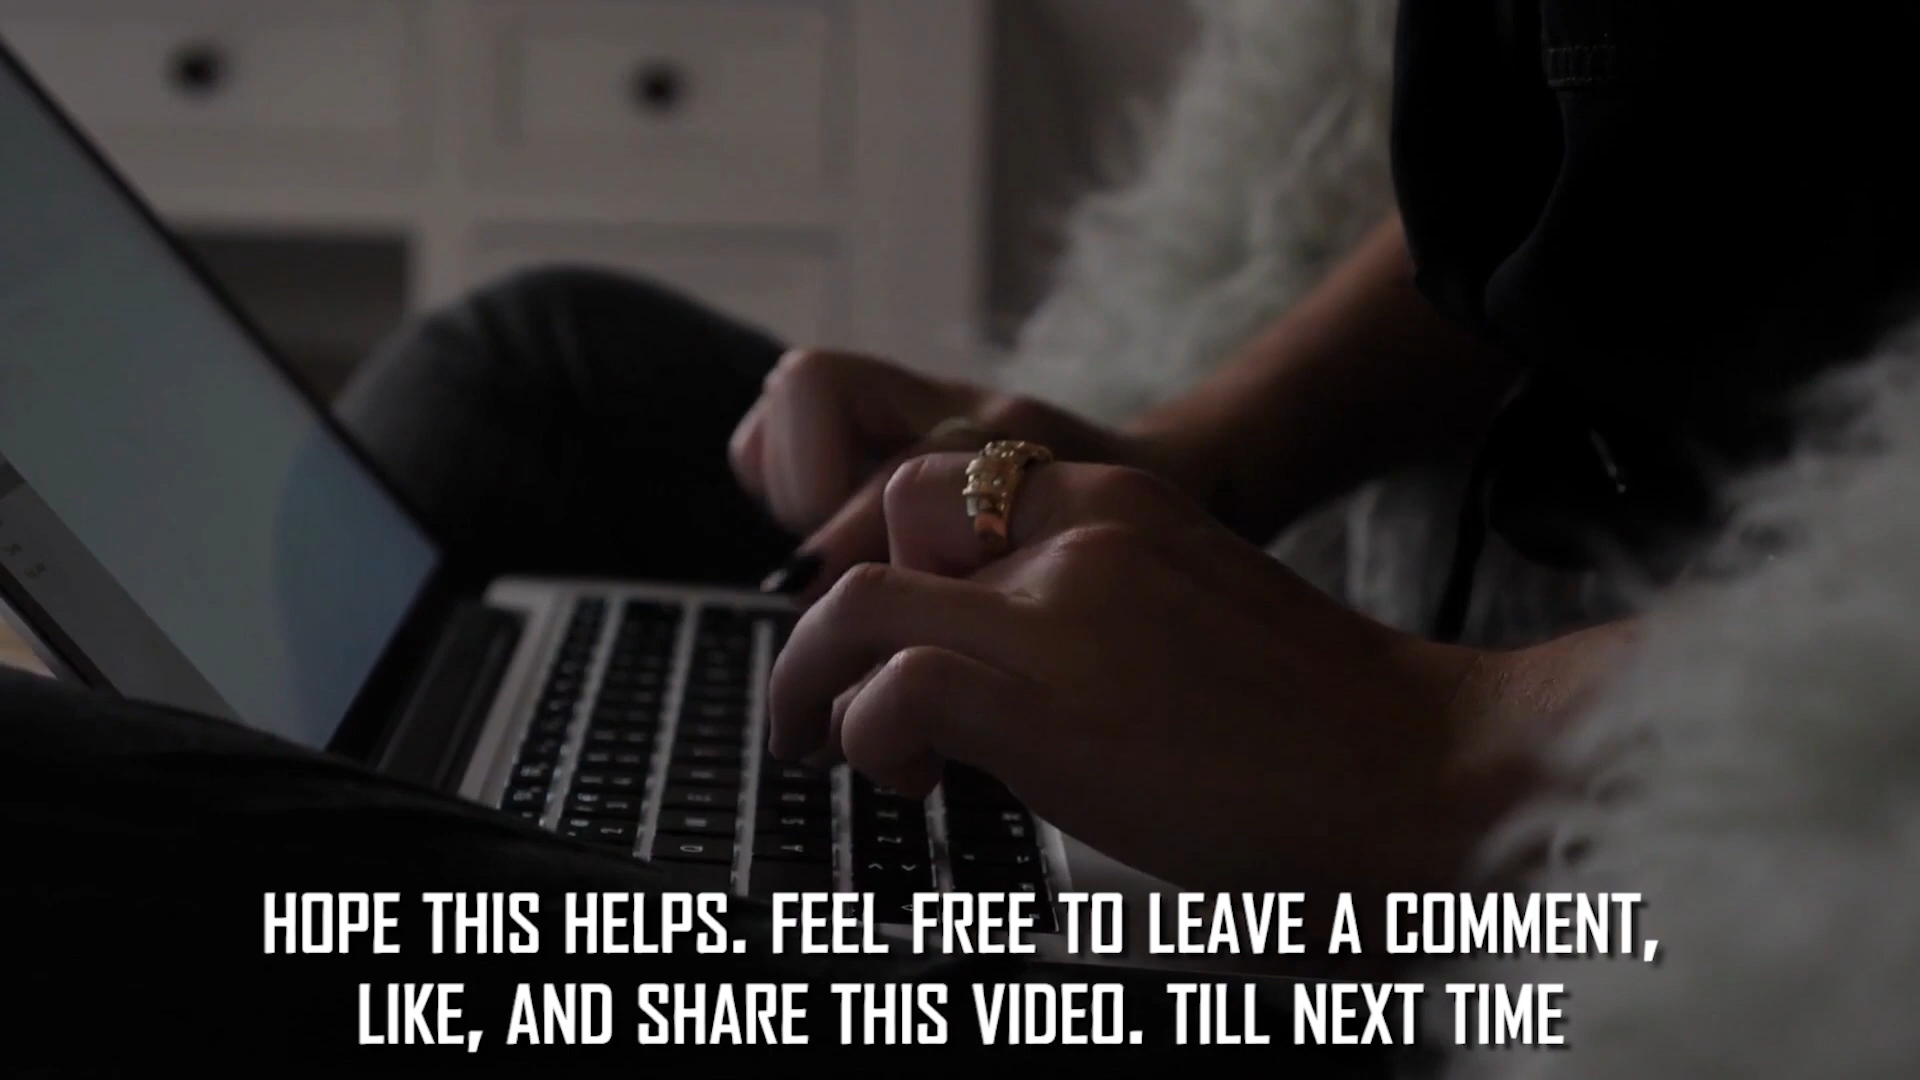 HOPE THIS HELPS. FEEL FREE TO LEAVE A COMMENT,
LIKE, AND SHARE THIS VIDEO. TILL NEXT TIME